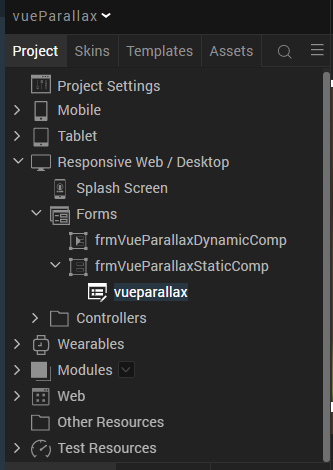 vueParallax
Project Skins Templates Assets
Project Settings
Mobile
Tablet
Responsive Web / Desktop
Splash Screen
Forms
frmVueParallaxDynamicComp
frmVueParallaxStaticComp
vueparallax
Controllers
Wearables
Modules
Web
Other Resources
Test Resources